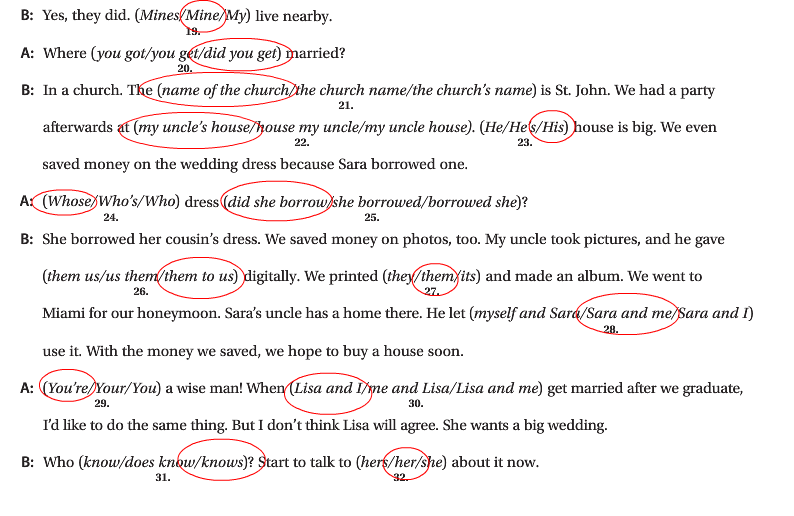 B: Yes, they did. (Mines/Mine/My) live nearby.
19.
A: Where (you got/you get/did you get) married?
20.
B: In a church. The (name of the church/the church name/the church's name) is St. John. We had a party
21.
afterwards at (my uncle's house/house my uncle/my uncle house). (He/He's/His) house is big. We even
22. 23.
saved money on the wedding dress because Sara borrowed one.
A: (Whose/Who's/Who) dress (did she borrow/she borrowed/borrowed she)?
24. 25.
B: She borrowed her cousin's dress. We saved money on photos, too. My uncle took pictures, and he gave
(them us/us them/them to us) digitally. We printed (they/them/its) and made an album. We went to
26. 27.
Miami for our honeymoon. Sara's uncle has a home there. He let (myself and Sara/Sara and me/Sara and I)
28.
use it. With the money we saved, we hope to buy a house soon.
A: (You're/Your/You) a wise man! When (Lisa and I/me and Lisa/Lisa and me) get married after we graduate,
29. 30.
I'd like to do the same thing. But I don't think Lisa will agree. She wants a big wedding.
B: Who (know/does know/knows)? Start to talk to (hers/her/she) about it now.
31. 32.